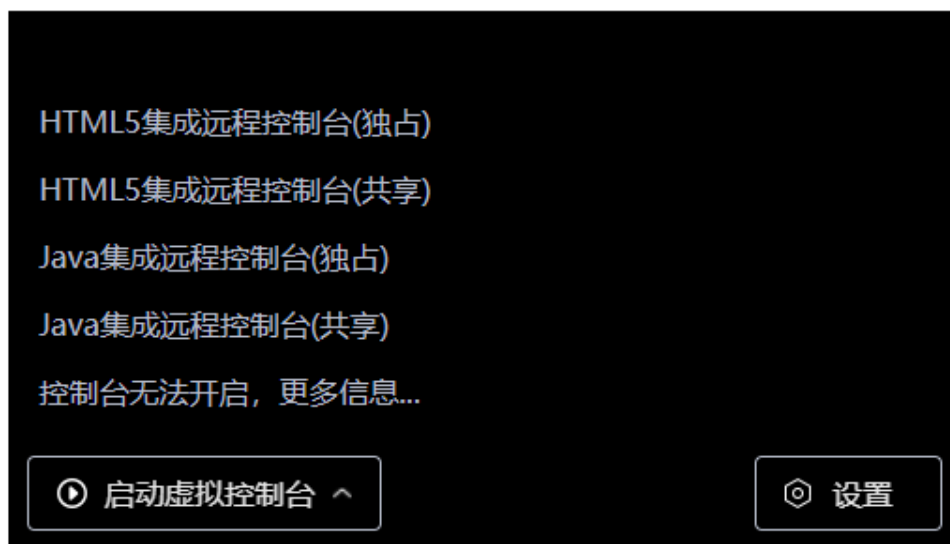 HTML5集成远程控制台(独占)
HTML5集成远程控制台(共享)
Java集成远程控制台(独占)
Java集成远程控制台(共享)
控制台无法开启，更多信息...
启动虚拟控制台
设置